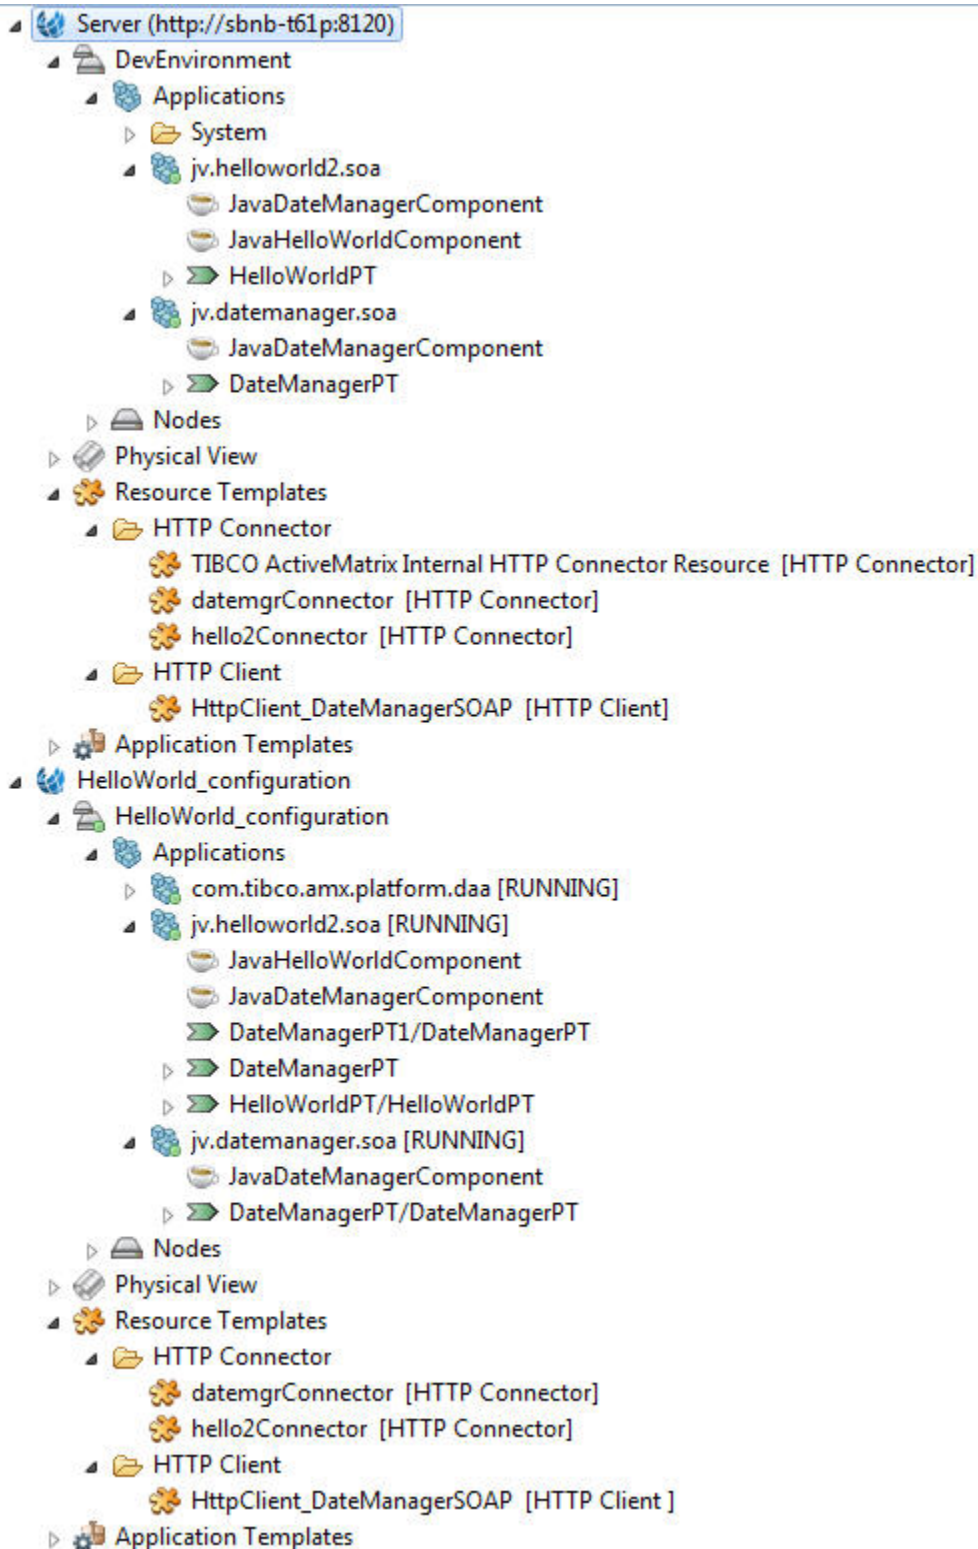 Server (http://sbnb-t61p:8120)
DevEnvironment
Applications
System
jv.helloworld2.soa
JavaDateManagerComponent
JavaHelloWorldComponent
HelloWorldPT
jv.datemanager.soa
JavaDateManagerComponent
DateManagerPT
Nodes
Physical View
Resource Templates
HTTP Connector
TIBCO ActiveMatrix Internal HTTP Connector Resource [HTTP Connector]
datemgrConnector [HTTP Connector]
hello2Connector [HTTP Connector]
HTTP Client
HttpClient_DateManagerSOAP [HTTP Client]
Application Templates
HelloWorld_configuration
HelloWorld_configuration
Applications
com.tibco.amx.platform.daa [RUNNING]
jv.helloworld2.soa [RUNNING]
JavaHelloWorldComponent
JavaDateManagerComponent
DateManagerPT1/DateManagerPT
DateManagerPT
HelloWorldPT/HelloWorldPT
jv.datemanager.soa [RUNNING]
JavaDateManagerComponent
DateManagerPT/DateManagerPT
Nodes
Physical View
Resource Templates
HTTP Connector
datemgrConnector [HTTP Connector]
hello2Connector [HTTP Connector]
HTTP Client
HttpClient_DateManagerSOAP [HTTP Client ]
Application Templates